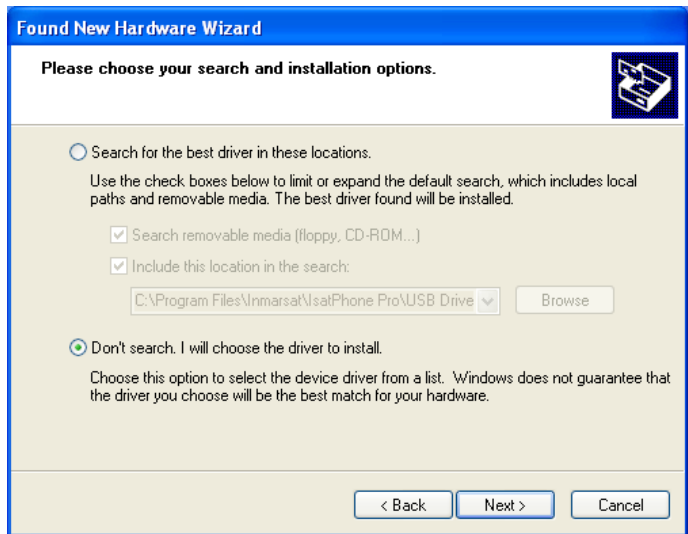 Found New Hardware Wizard
Please choose your search and installation options.
Search for the best driver in these locations.
Use the check boxes below to limit or expand the default search, which includes local
paths and removable media. The best driver found will be installed.
Search removable media (floppy, CD-ROM...)
Include this location in the search:
C:\Program Files\Inmarsat\IsatPhone Pro\USB Drive
Browse
Don't search. I will choose the driver to install.
Choose this option to select the device driver from a list.  Windows does not guarantee that
the driver you choose will be the best match for your hardware.
< Back Next > Cancel